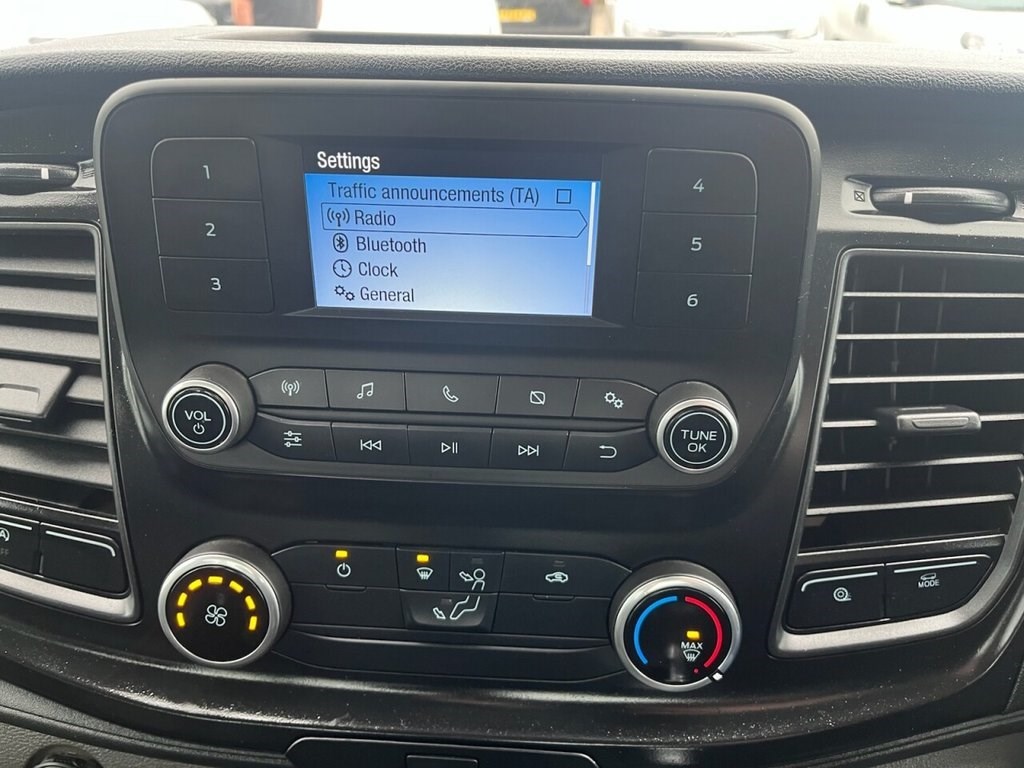 Settings
Traffic announcements (TA)
Radio
Bluetooth
Clock
General
1
2
3
4
5
6
VOL
TUNE
OK
MAX
MODE